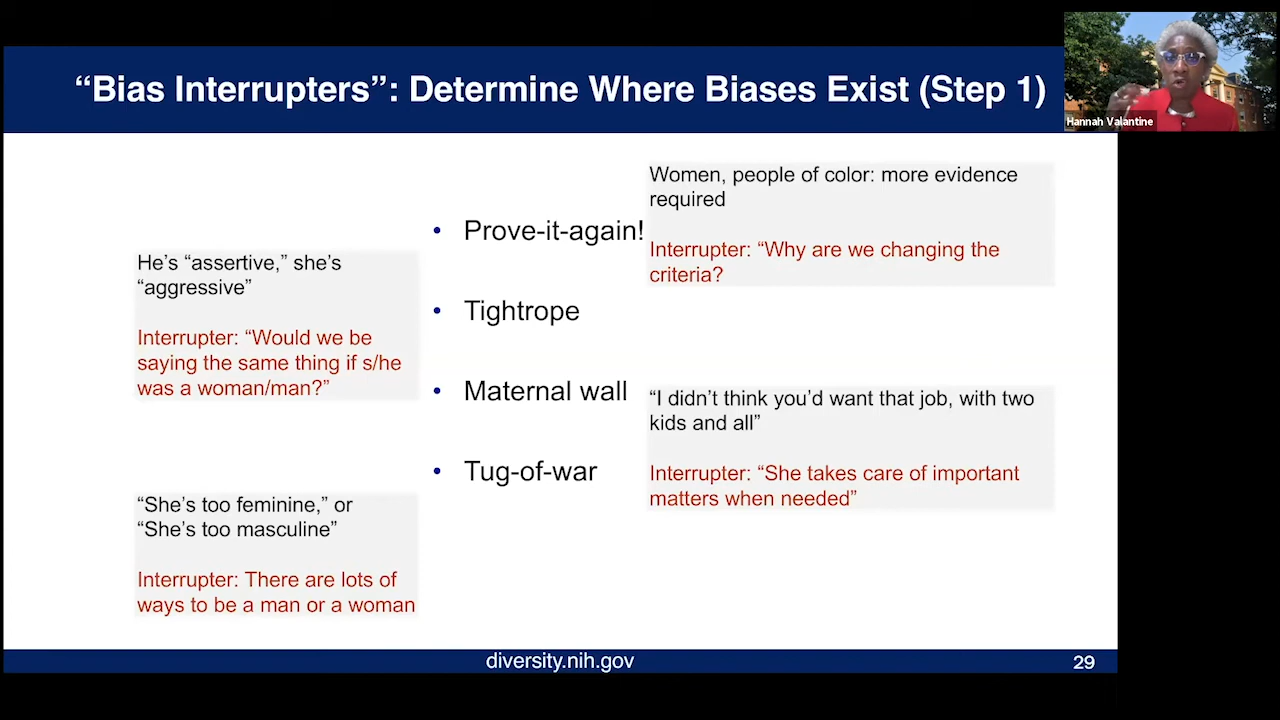 “Bias Interrupters”: Determine Where Biases Exist (Step 1)
Hannah Valantine
Women, people of color: more evidence
required
Interrupter: “Why are we changing the
criteria?
• Prove-it-again!
He’s “assertive,” she’s
“aggressive”
Interrupter: “Would we be
saying the same thing if s/he
was a woman/man?”
• Tightrope
• Maternal wall
“I didn’t think you’d want that job, with two
kids and all”
Interrupter: “She takes care of important
matters when needed”
• Tug-of-war
“She’s too feminine,” or
“She’s too masculine”
Interrupter: There are lots of
ways to be a man or a woman
diversity.nih.gov
29